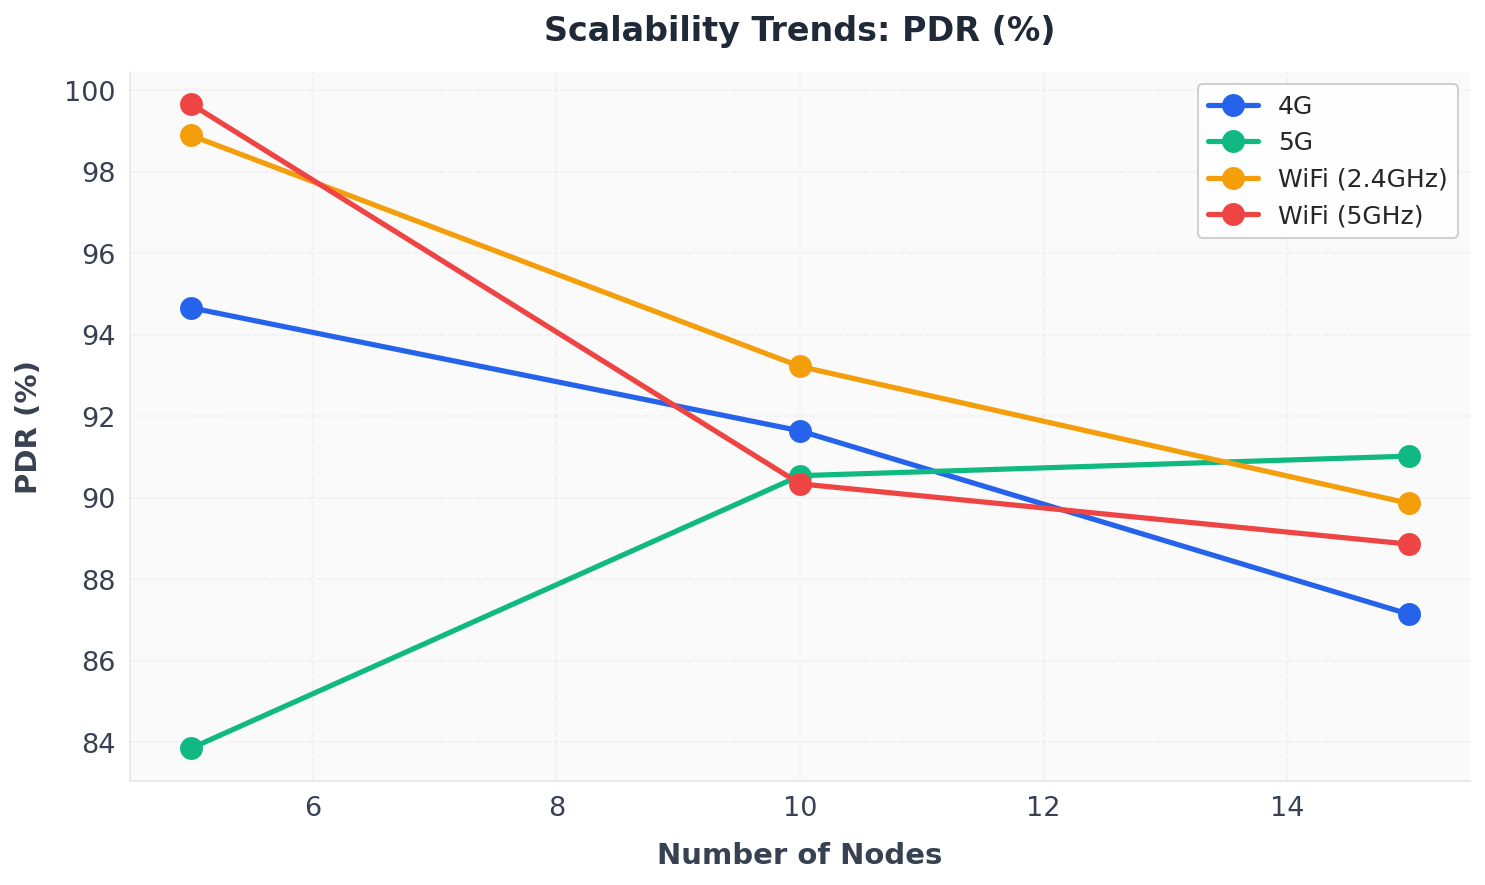 Scalability Trends: PDR (%)
100
98
96
94
92
90
88
86
84
PDR (%)
4G
5G
WiFi (2.4GHz)
WiFi (5GHz)
6 8 10 12 14
Number of Nodes